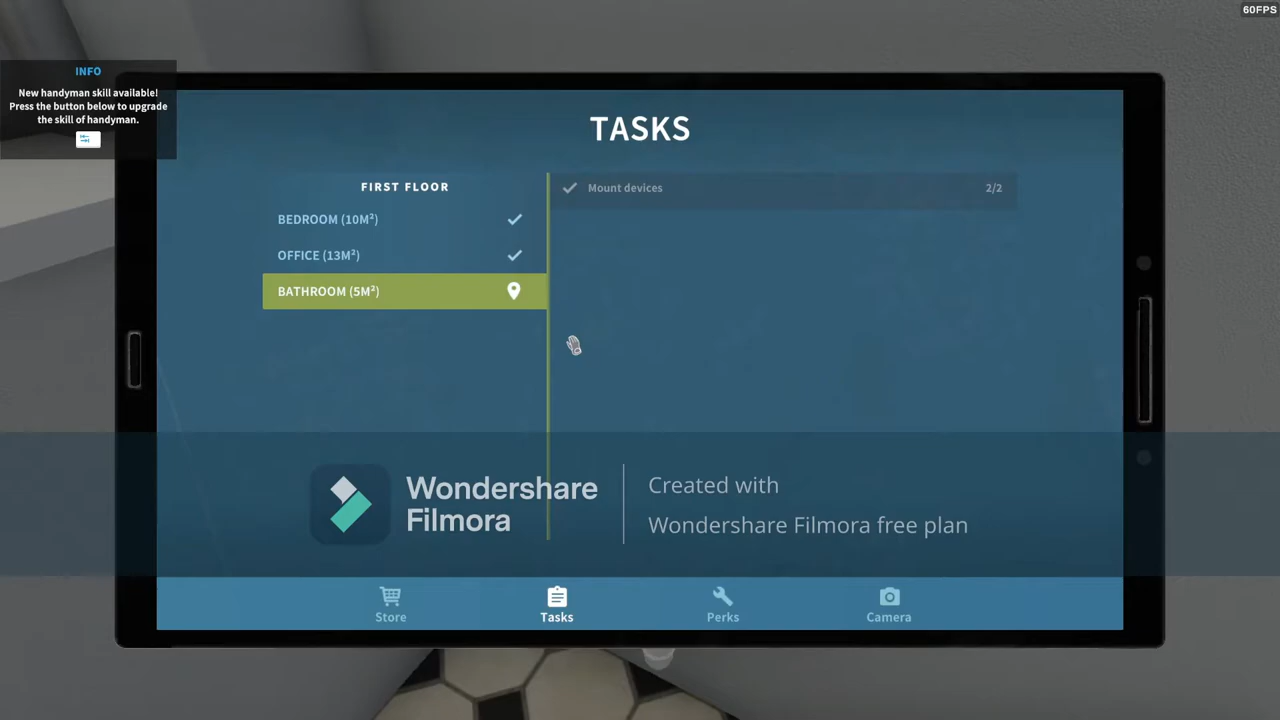 60FPS
INFO
New handyman skill available!
Press the button below to upgrade
the skill of handyman.
TASKS
FIRST FLOOR
BEDROOM (10M²)
OFFICE (13M²)
BATHROOM (5M²)
Mount devices 2/2
Wondershare
Filmora
Created with
Wondershare Filmora free plan
Store
Tasks
Perks
Camera